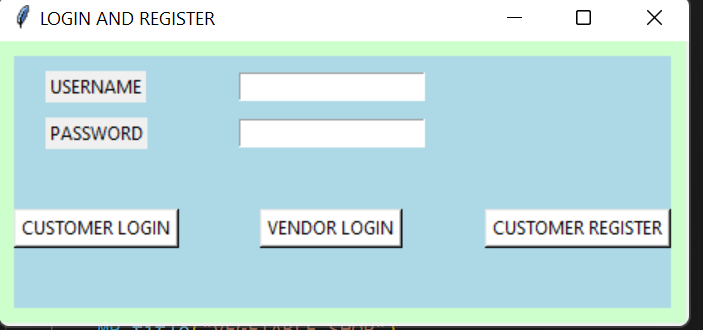 LOGIN AND REGISTER
USERNAME
PASSWORD
CUSTOMER LOGIN
VENDOR LOGIN
CUSTOMER REGISTER